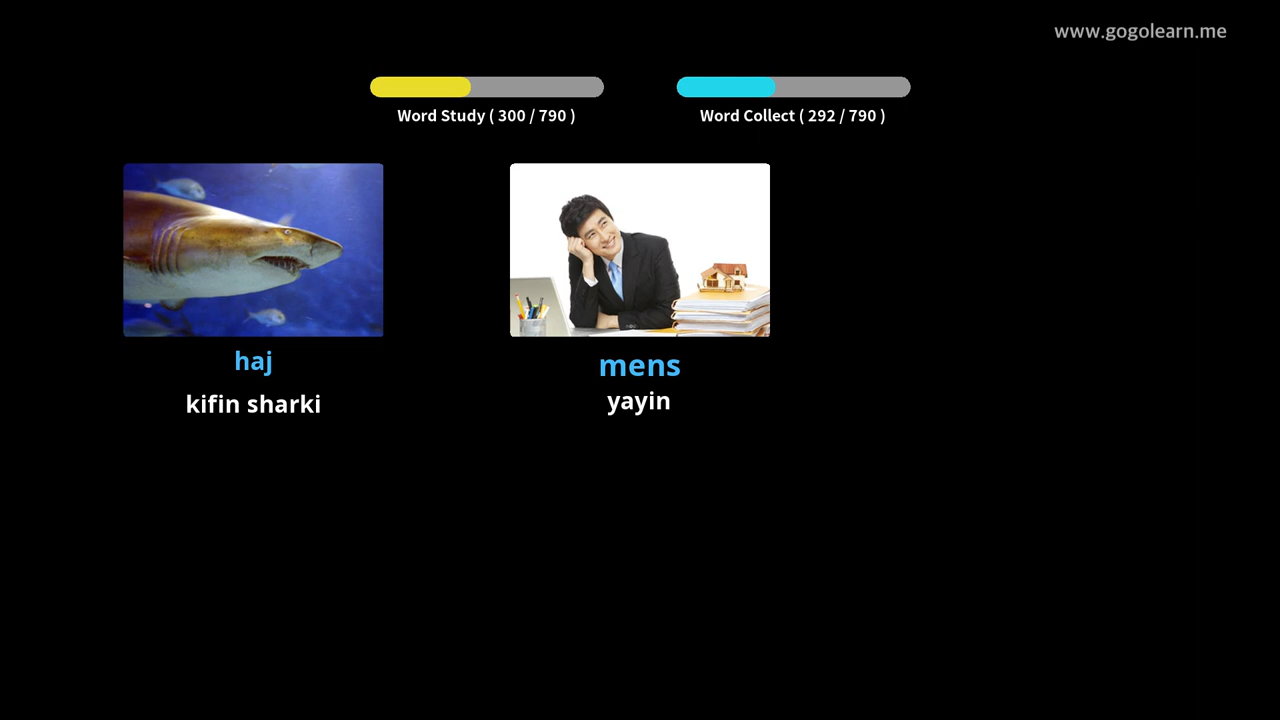 www.gogolearn.me
Word Study ( 300 / 790 )
Word Collect ( 292 / 790 )
haj
kifin sharki
mens
yayin